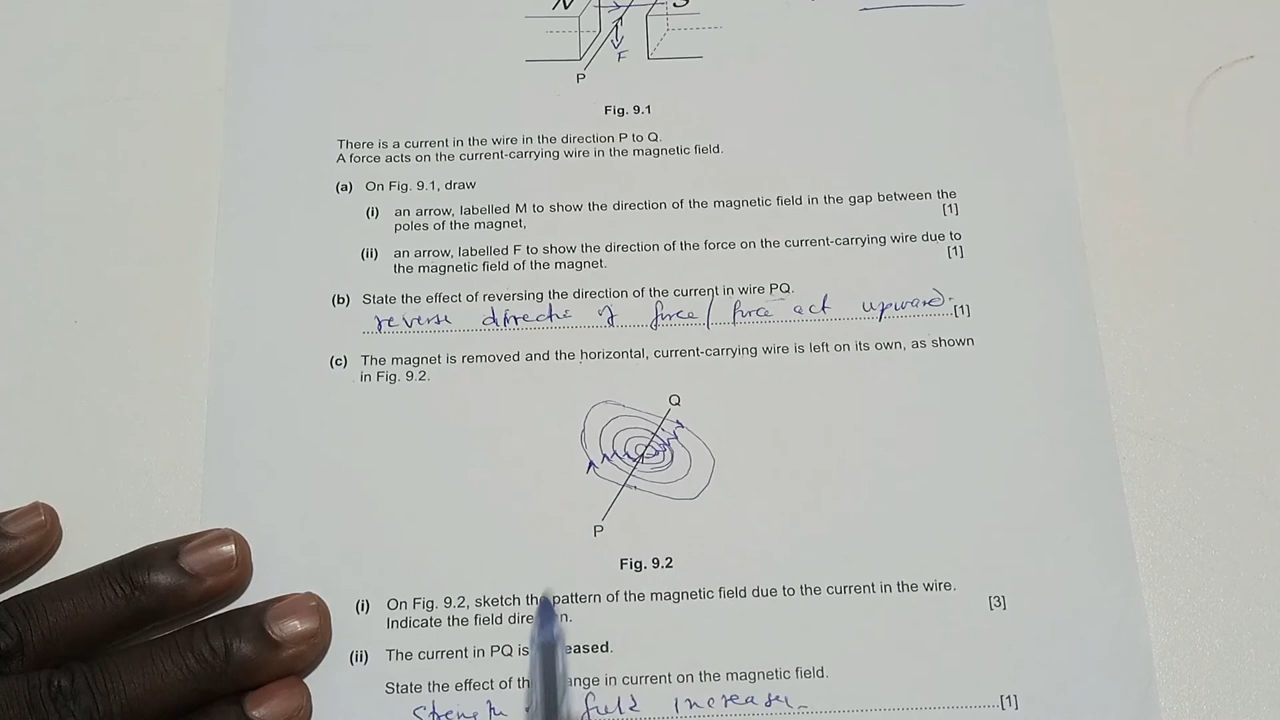 N S
F
P
Fig. 9.1
There is a current in the wire in the direction P to Q.
A force acts on the current-carrying wire in the magnetic field.
(a) On Fig. 9.1, draw
(i) an arrow, labelled M to show the direction of the magnetic field in the gap between the
poles of the magnet, [1]
(ii) an arrow, labelled F to show the direction of the force on the current-carrying wire due to
the magnetic field of the magnet. [1]
(b) State the effect of reversing the direction of the current in wire PQ.
reverse of force / force act upward. [1]
(c) The magnet is removed and the horizontal, current-carrying wire is left on its own, as shown
in Fig. 9.2.
Q
P
Fig. 9.2
(i) On Fig. 9.2, sketch the pattern of the magnetic field due to the current in the wire.
Indicate the field [3]
(ii) The current in PQ is
State the effect of in current on the magnetic field.
field increases [1]